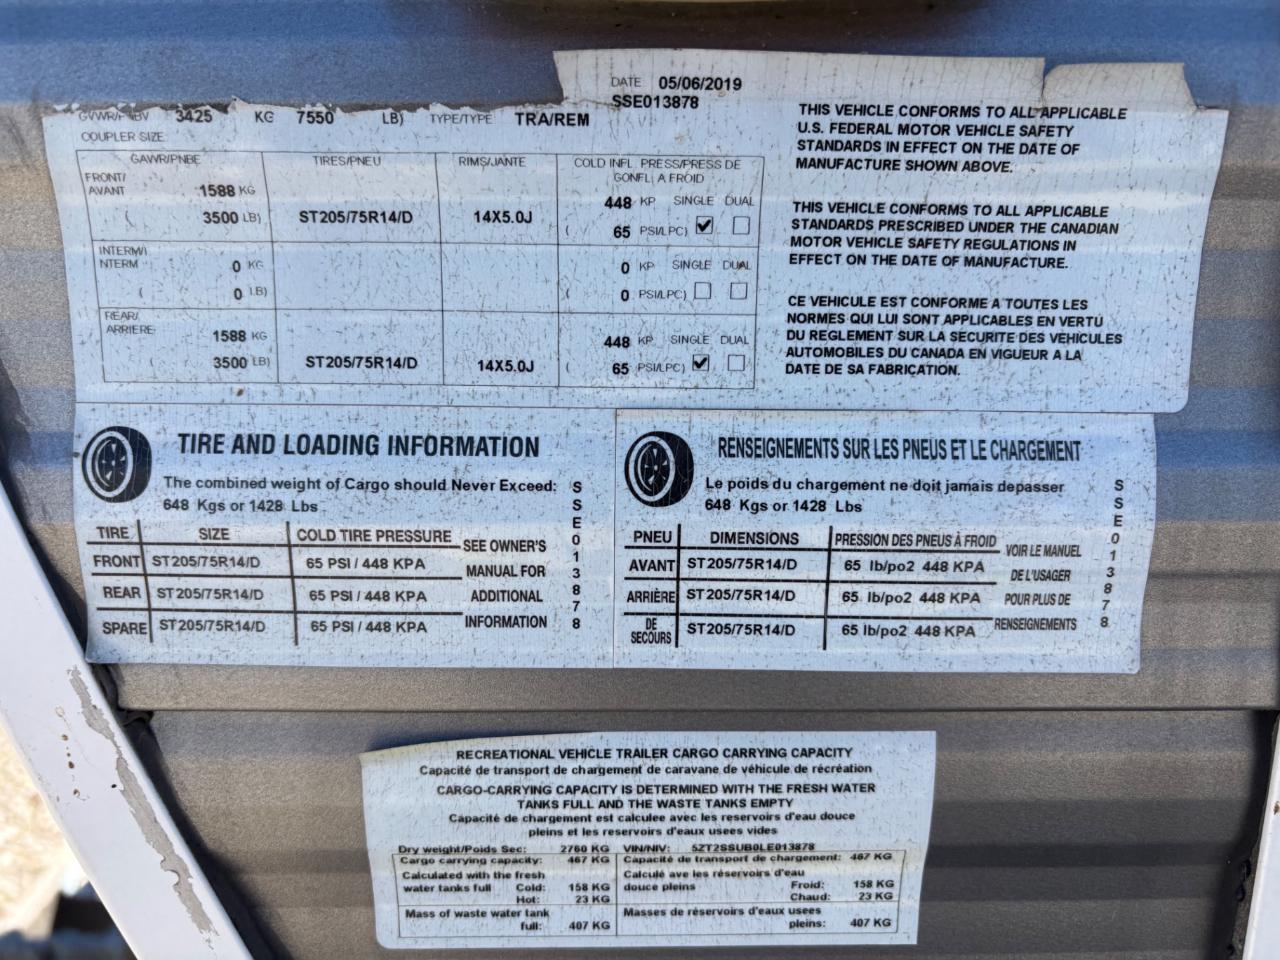 DATE 05/06/2019
SSE013878
GVWR/PNBV 3425 KG 7550 LB) TYPE/TYPE TRA/REM
COUPLER SIZE
GAWR/PNBE TIRES/PNEU RIMS/JANTE COLD INFL. PRESS/PRESS DE
GONFL. A FROID
FRONT/
AVANT 1588 KG 448 KP SINGLE DUAL
( 3500 LB) ST205/75R14/D 14X5.0J ( 65 PSI/LPC)
INTERM/I
NTERM 0 KG 0 KP SINGLE DUAL
( 0 LB) ( 0 PSI/LPC)
REAR/
ARRIERE 1588 KG 448 KP SINGLE DUAL
3500 LB) ST205/75R14/D 14X5.0J ( 65 PSI/LPC)
THIS VEHICLE CONFORMS TO ALL APPLICABLE
U.S. FEDERAL MOTOR VEHICLE SAFETY
STANDARDS IN EFFECT ON THE DATE OF
MANUFACTURE SHOWN ABOVE.
THIS VEHICLE CONFORMS TO ALL APPLICABLE
STANDARDS PRESCRIBED UNDER THE CANADIAN
MOTOR VEHICLE SAFETY REGULATIONS IN
EFFECT ON THE DATE OF MANUFACTURE.
CE VEHICULE EST CONFORME A TOUTES LES
NORMES QUI LUI SONT APPLICABLES EN VERTU
DU REGLEMENT SUR LA SECURITE DES VEHICULES
AUTOMOBILES DU CANADA EN VIGUEUR A LA
DATE DE SA FABRICATION.
TIRE AND LOADING INFORMATION
The combined weight of Cargo should Never Exceed:
648 Kgs or 1428 Lbs
TIRE SIZE COLD TIRE PRESSURE
FRONT ST205/75R14/D 65 PSI / 448 KPA
REAR ST205/75R14/D 65 PSI / 448 KPA
SPARE ST205/75R14/D 65 PSI / 448 KPA
SEE OWNER'S
MANUAL FOR
ADDITIONAL
INFORMATION
SSE013878
RENSEIGNEMENTS SUR LES PNEUS ET LE CHARGEMENT
Le poids du chargement ne doit jamais depasser
648 Kgs or 1428 Lbs
PNEU DIMENSIONS PRESSION DES PNEUS À FROID
AVANT ST205/75R14/D 65 lb/po2 448 KPA
ARRIÈRE ST205/75R14/D 65 lb/po2 448 KPA
DE
SECOURS ST205/75R14/D 65 lb/po2 448 KPA
VOIR LE MANUEL
DE L'USAGER
POUR PLUS DE
RENSEIGNEMENTS
SSE013878
RECREATIONAL VEHICLE TRAILER CARGO CARRYING CAPACITY
Capacité de transport de chargement de caravane de véhicule de récréation
CARGO-CARRYING CAPACITY IS DETERMINED WITH THE FRESH WATER
TANKS FULL AND THE WASTE TANKS EMPTY
Capacité de chargement est calculee avec les reservoirs d'eau douce
pleins et les reservoirs d'eaux usees vides
Dry weight/Poids Sec: 2760 KG VIN/NIV: 5ZT2SSUB0LE013878
Cargo carrying capacity: 467 KG Capacité de transport de chargement: 467 KG
Calculated with the fresh Calculé ave les réservoirs d'eau
water tanks full Cold: 158 KG douce pleins Froid: 158 KG
Hot: 23 KG Chaud: 23 KG
Mass of waste water tank Masses de réservoirs d'eaux usees
full: 407 KG pleins: 407 KG